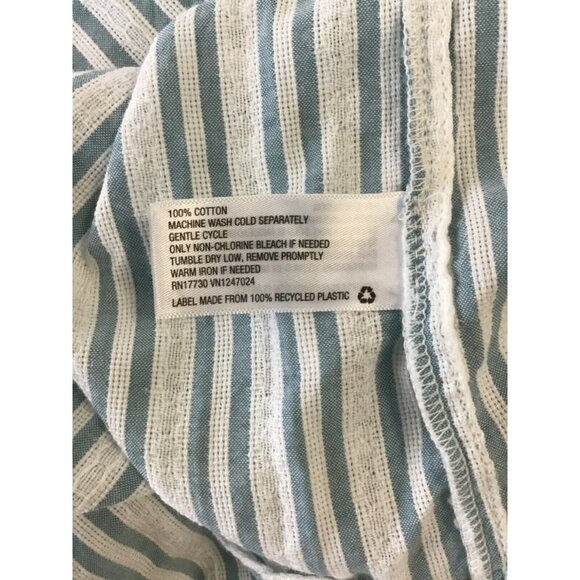 100% COTTON
MACHINE WASH COLD SEPARATELY
GENTLE CYCLE
ONLY NON-CHLORINE BLEACH IF NEEDED
TUMBLE DRY LOW, REMOVE PROMPTLY
WARM IRON IF NEEDED
RN17730 VN1247024
LABEL MADE FROM 100% RECYCLED PLASTIC